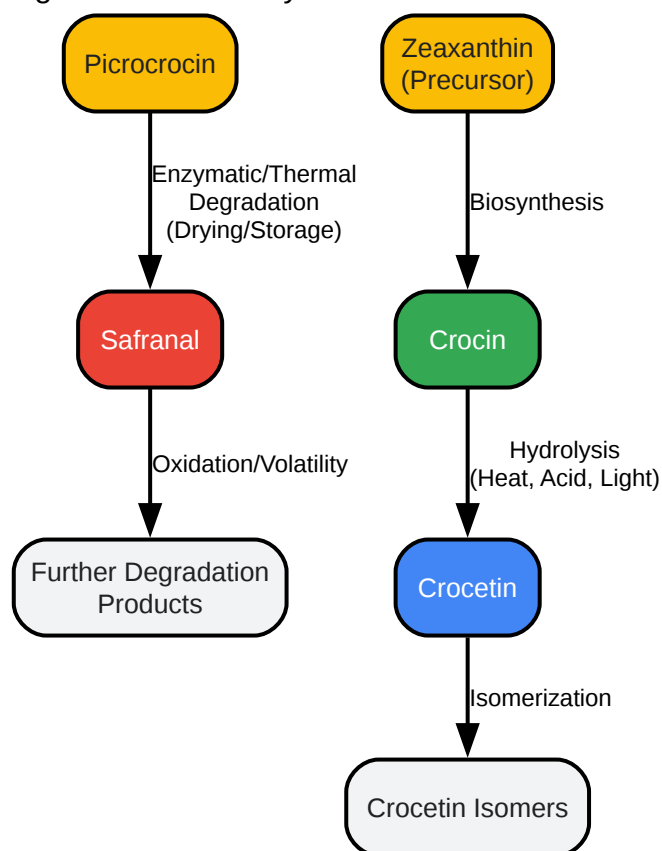 Picrocrocin
Zeaxanthin
(Precursor)
Enzymatic/Thermal
Degradation
(Drying/Storage)
Biosynthesis
Safranal
Crocin
Oxidation/Volatility
Hydrolysis
(Heat, Acid, Light)
Further Degradation
Products
Crocetin
Isomerization
Crocetin Isomers